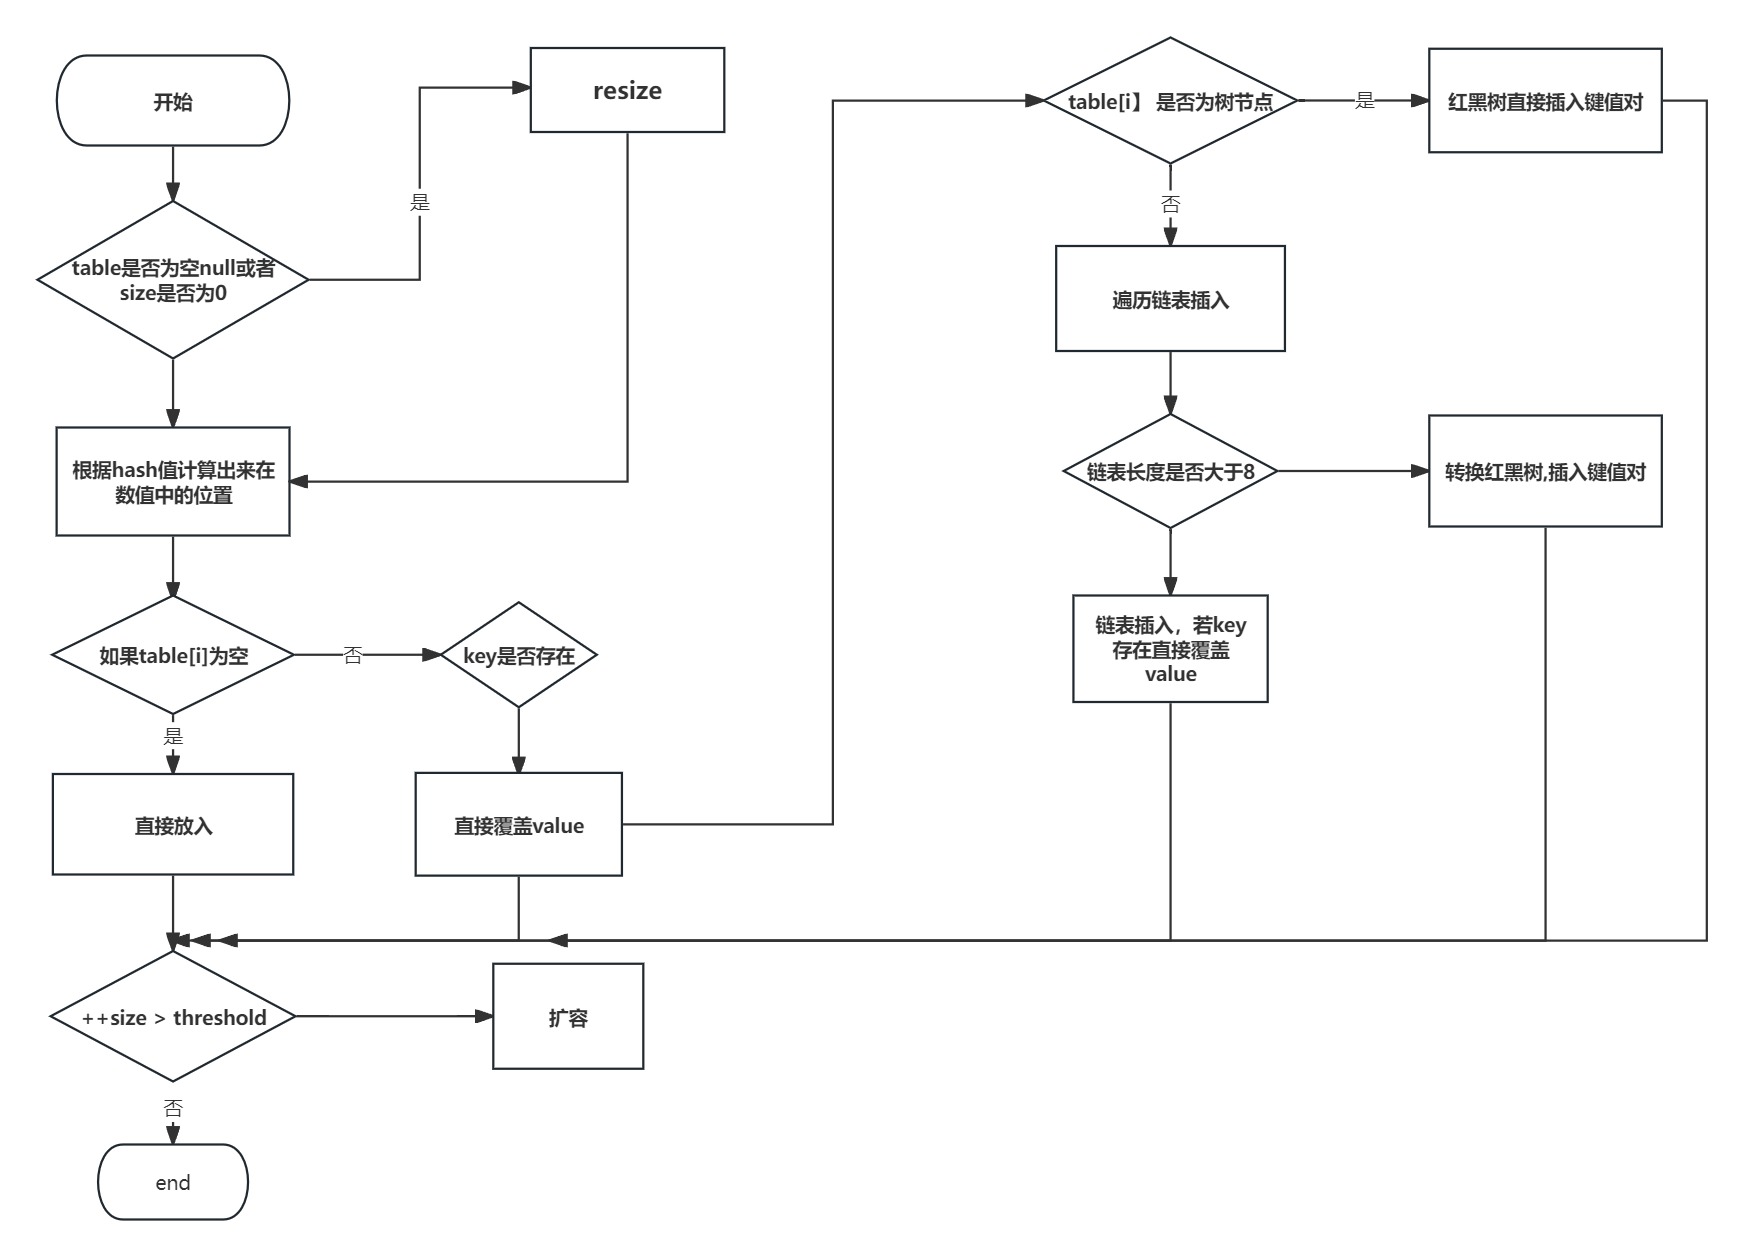 开始
resize
是
table是否为空null或者
size是否为0
根据hash值计算出来在
数值中的位置
如果table[i]为空
否
key是否存在
是
直接放入
直接覆盖value
++size > threshold
扩容
否
end
table[i】 是否为树节点
是
红黑树直接插入键值对
否
遍历链表插入
链表长度是否大于8
转换红黑树,插入键值对
链表插入，若key
存在直接覆盖
value